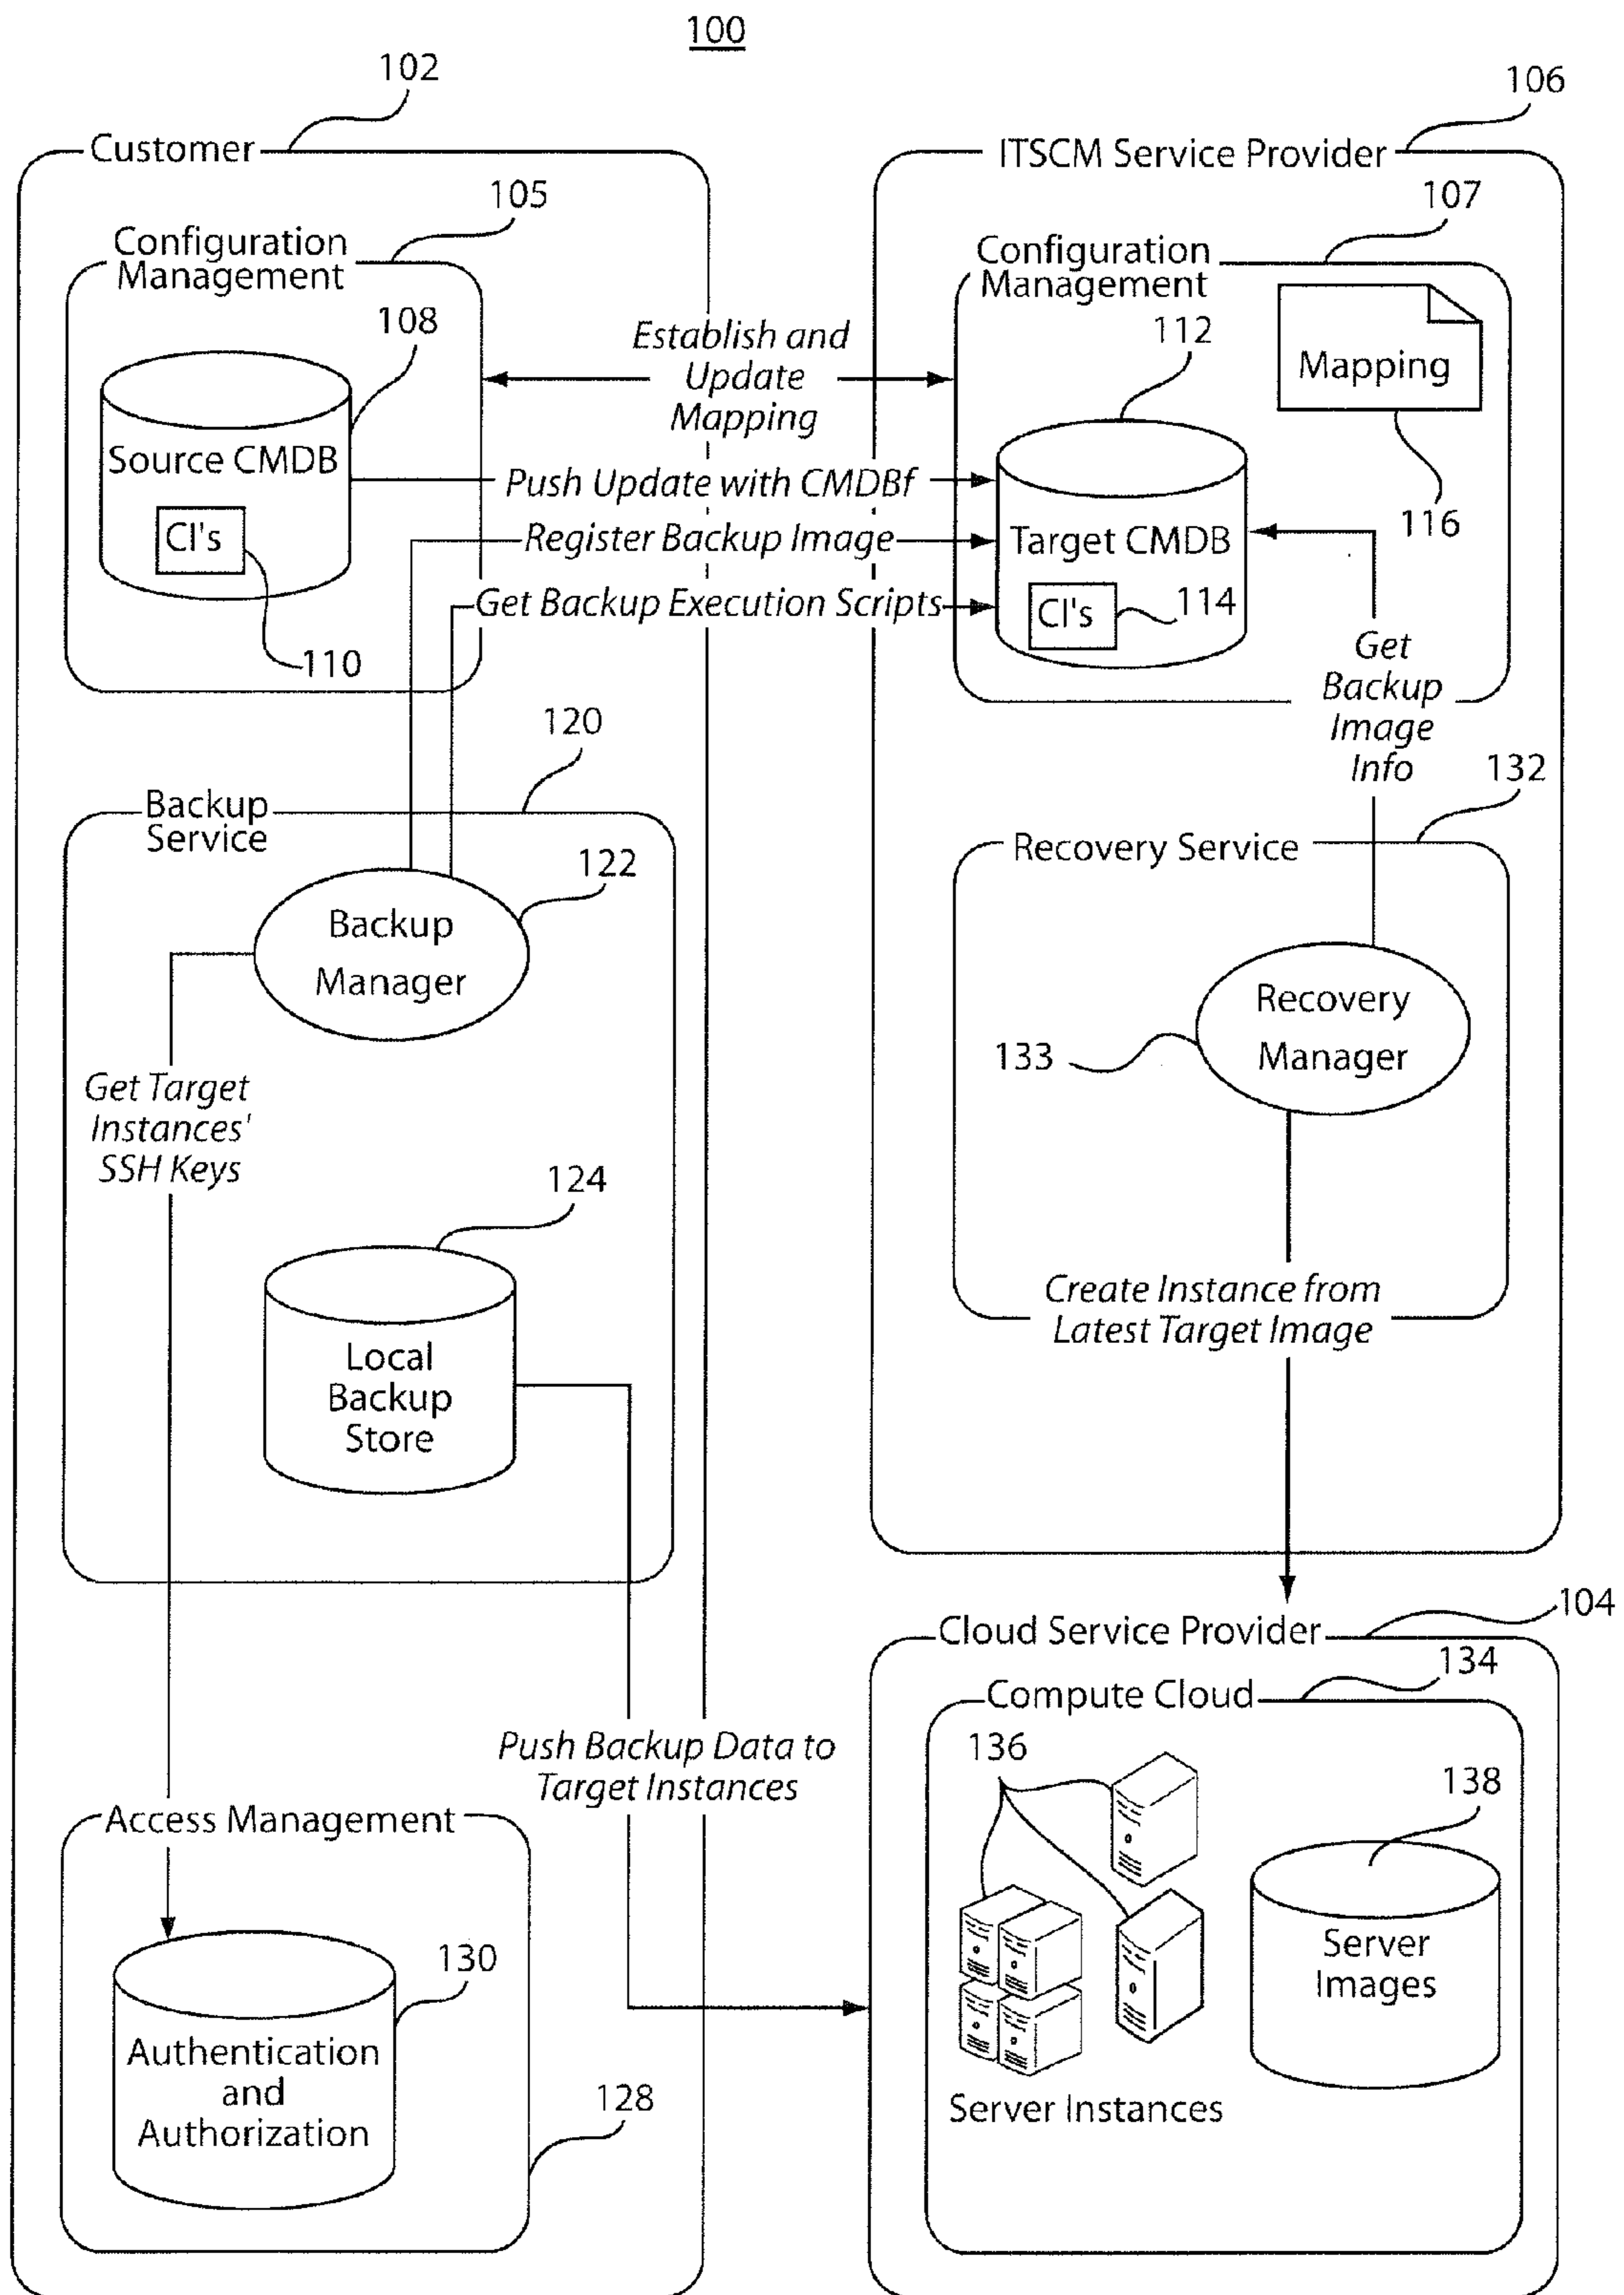 100
102
106
Customer
ITSCM Service Provider
105
107
Configuration
Management
Configuration
Management
108
112
Establish and
Update
Mapping
Mapping
116
Source CMDB
CI's
110
Push Update with CMDBf
Register Backup Image
Get Backup Execution Scripts
Target CMDB
CI's
114
Get
Backup
Image
Info
120
132
Backup
Service
Recovery Service
122
Backup
Manager
Recovery
Manager
133
Get Target
Instances'
SSH Keys
124
Local
Backup
Store
Create Instance from
Latest Target Image
104
Cloud Service Provider
134
Compute Cloud
Push Backup Data to
Target Instances
136
138
Server
Images
Server Instances
Access Management
130
Authentication
and
Authorization
128